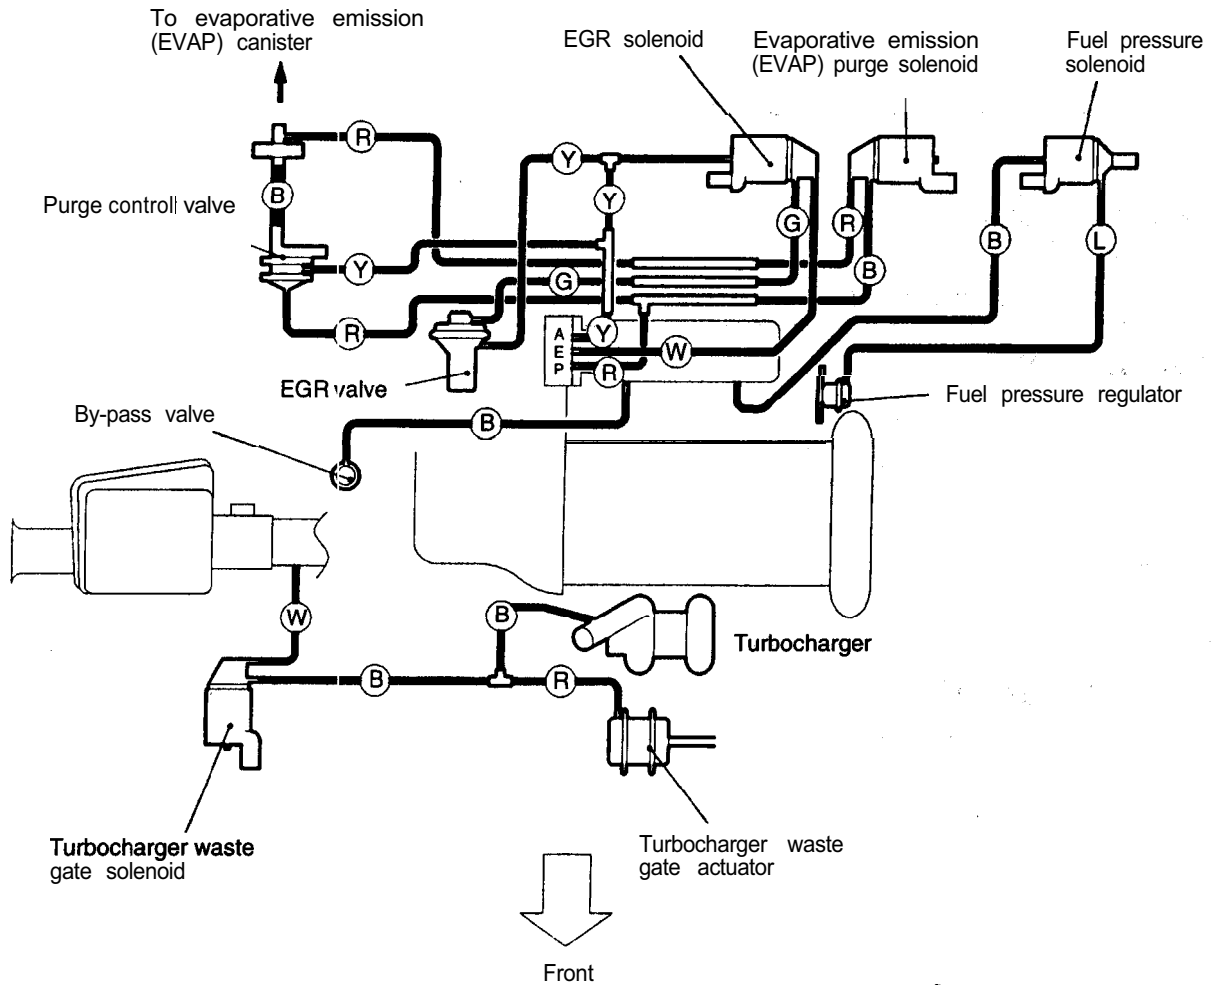 To evaporative emission
(EVAP) canister
EGR solenoid
Evaporative emission
(EVAP) purge solenoid
Fuel pressure
solenoid
R
Y
B
Y
Purge control valve
G
R
B
L
Y
B
G
R
Y
A
E
P
W
R
EGR valve
Fuel pressure regulator
By-pass valve
B
W
B
Turbocharger
B
R
Turbocharger waste
gate solenoid
Turbocharger waste
gate actuator
Front